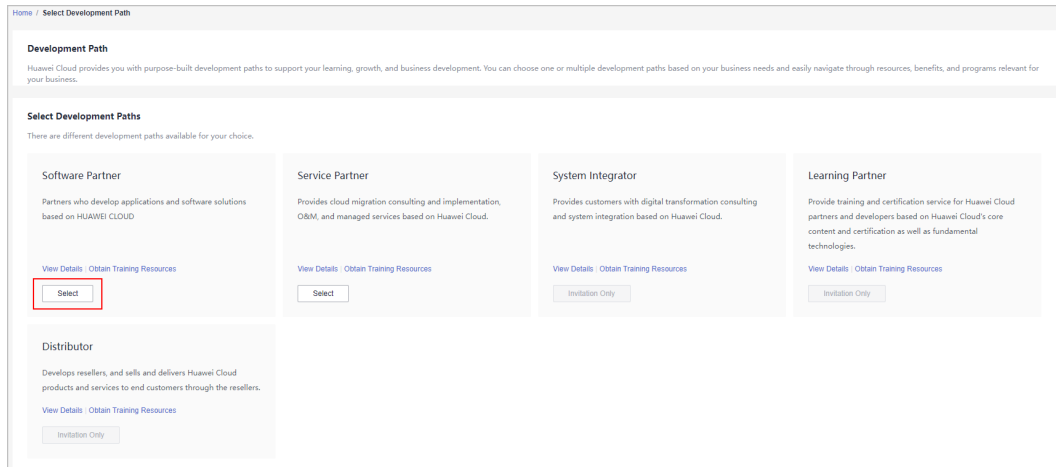 Home / Select Development Path
Development Path
Huawei Cloud provides you with purpose-built development paths to support your learning, growth, and business development. You can choose one or multiple development paths based on your business needs and easily navigate through resources, benefits, and programs relevant for
your business.
Select Development Paths
There are different development paths available for your choice.
Software Partner
Partners who develop applications and software solutions
based on HUAWEI CLOUD
View Details | Obtain Training Resources
Select
Service Partner
Provides cloud migration consulting and implementation,
O&M, and managed services based on Huawei Cloud.
View Details | Obtain Training Resources
Select
System Integrator
Provides customers with digital transformation consulting
and system integration based on Huawei Cloud.
View Details | Obtain Training Resources
Invitation Only
Learning Partner
Provide training and certification service for Huawei Cloud
partners and developers based on Huawei Cloud's core
content and certification as well as fundamental
technologies.
View Details | Obtain Training Resources
Invitation Only
Distributor
Develops resellers, and sells and delivers Huawei Cloud
products and services to end customers through the resellers.
View Details | Obtain Training Resources
Invitation Only